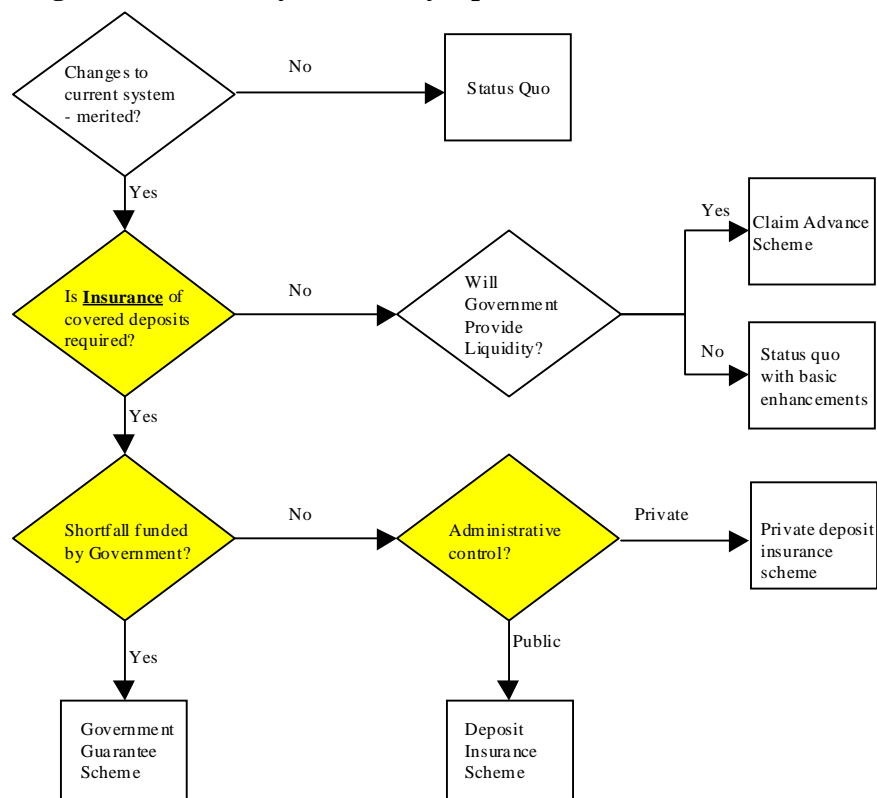 Changes to
current system
- merited?
No
Status Quo
Yes
Is Insurance of
covered deposits
required?
No
Will
Government
Provide
Liquidity?
Yes
Claim Advance
Scheme
No
Status quo
with basic
enhancements
Yes
Shortfall funded
by Government?
No
Administrative
control?
Private
Private deposit
insurance
scheme
Yes
Public
Government
Guarantee
Scheme
Deposit
Insurance
Scheme